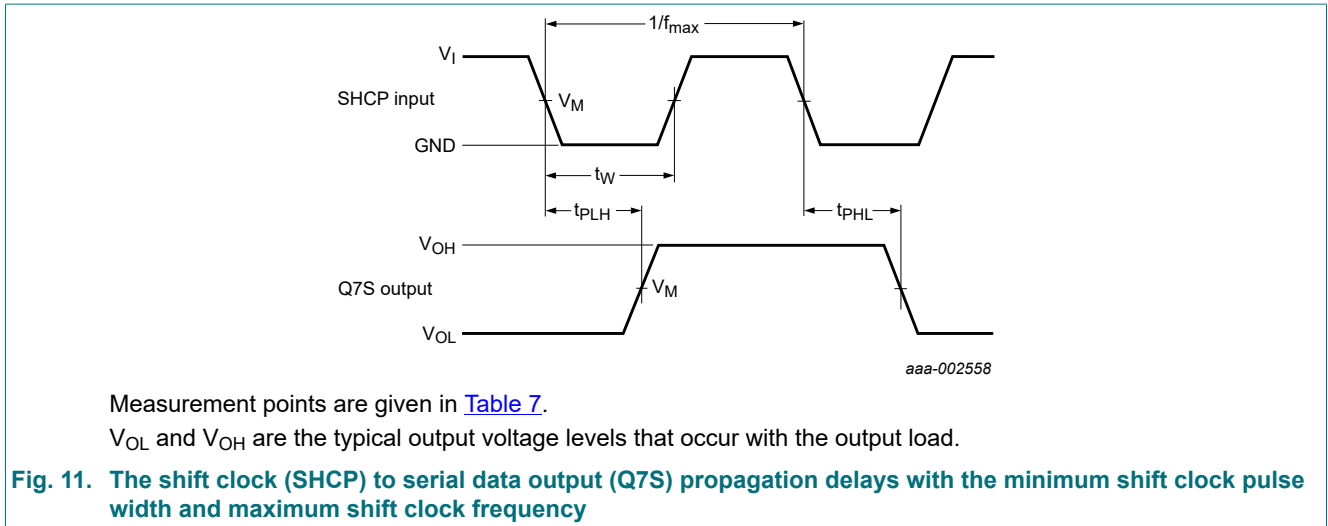 1/fmax
VI
SHCP input
VM
GND
tW
tPLH
tPHL
VOH
Q7S output
VM
VOL
aaa-002558
Measurement points are given in Table 7.
VOL and VOH are the typical output voltage levels that occur with the output load.
Fig. 11. The shift clock (SHCP) to serial data output (Q7S) propagation delays with the minimum shift clock pulse
width and maximum shift clock frequency